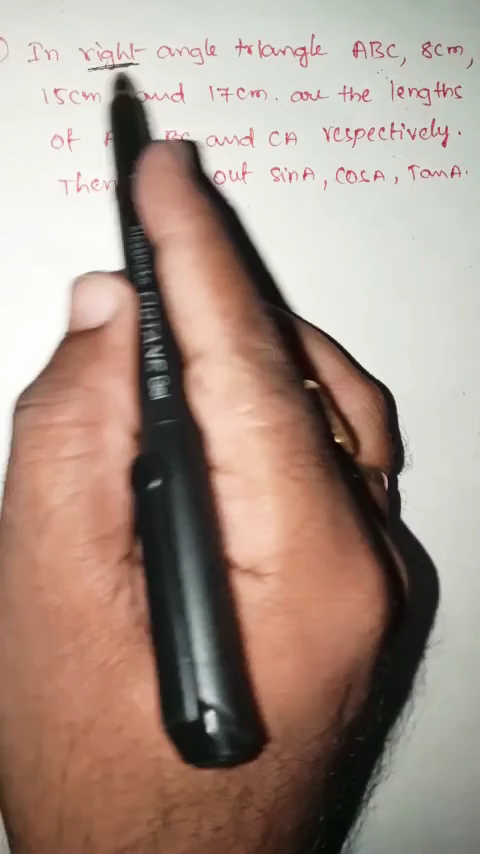 In right angle triangle ABC, 8cm,
15cm and 17cm. are the lengths
of BC and CA respectively.
Then out sinA, cosA, TanA.